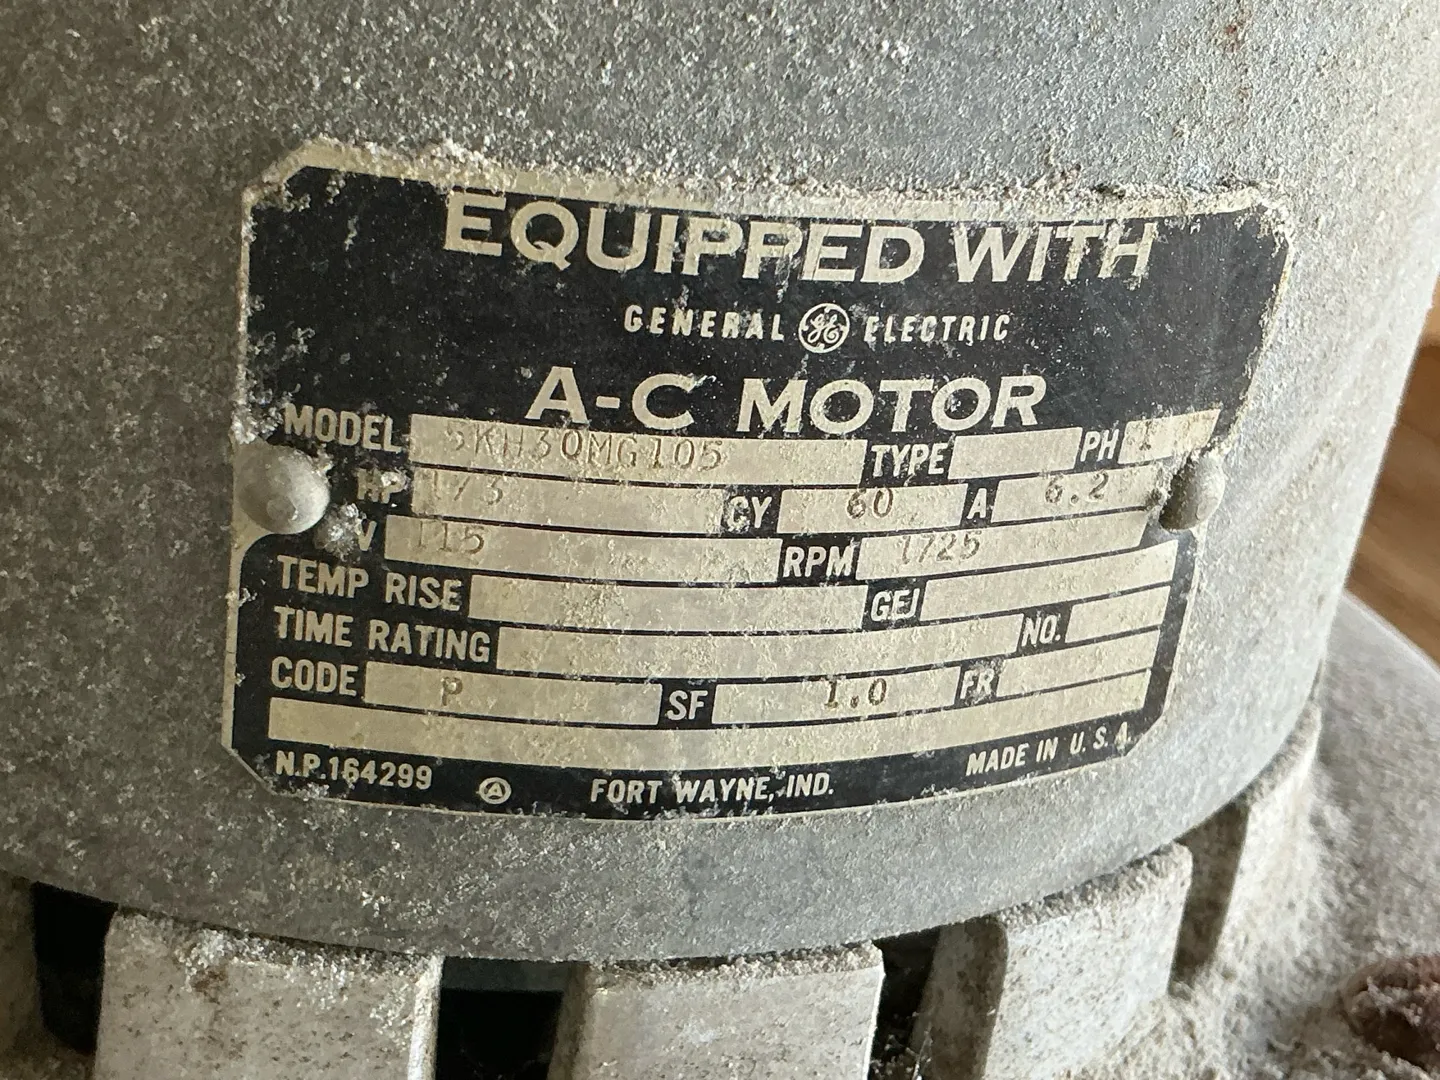 EQUIPPED WITH
GENERAL GE ELECTRIC
A-C MOTOR
MODEL 5KH30MG105 TYPE PH 1
HP 1/3 CY 60 A 6.2
V 115 RPM 1725
TEMP RISE GEJ
TIME RATING NO.
CODE P SF 1.0 FR
N.P.164299 A FORT WAYNE, IND. MADE IN U.S.A.